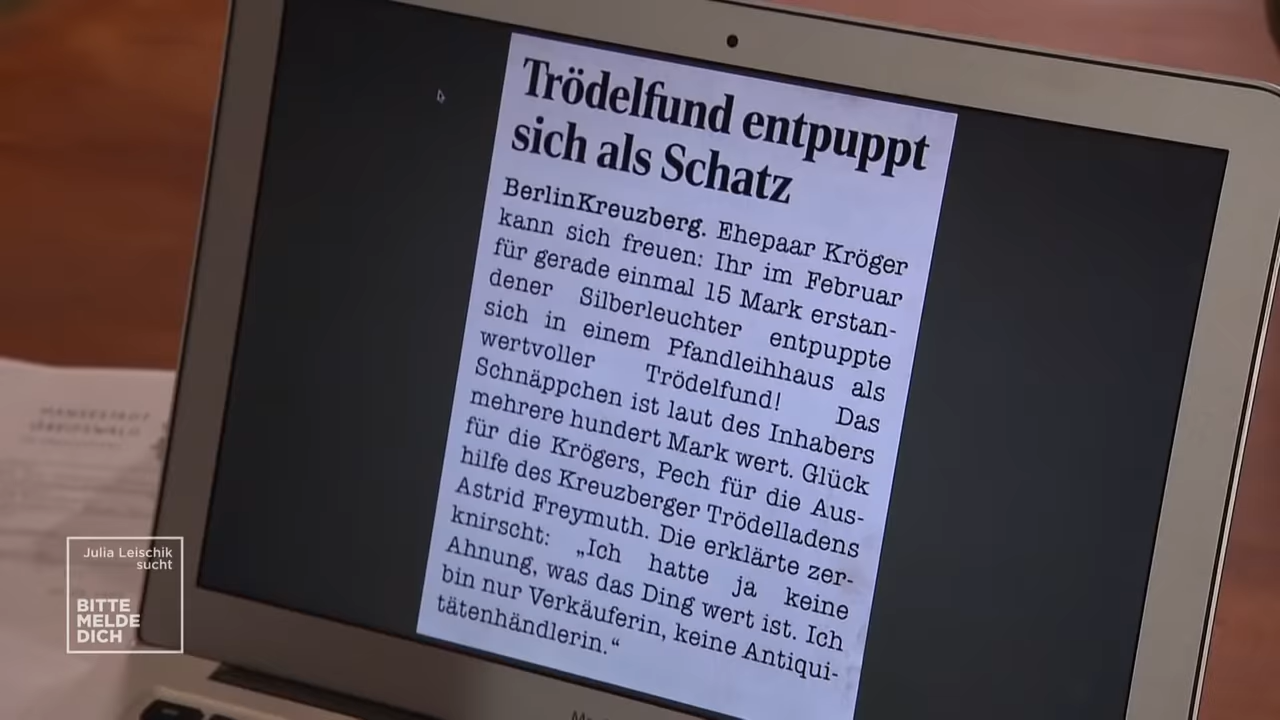 Trödelfund entpuppt
sich als Schatz
BerlinKreuzberg. Ehepaar Kröger
kann sich freuen: Ihr im Februar
für gerade einmal 15 Mark erstan-
dener Silberleuchter entpuppte
sich in einem Pfandleihhaus als
wertvoller Trödelfund! Das
Schnäppchen ist laut des Inhabers
mehrere hundert Mark wert. Glück
für die Krögers, Pech für die Aus-
hilfe des Kreuzberger Trödelladens
Astrid Freymuth. Die erklärte zer-
knirscht: „Ich hatte ja keine
Ahnung, was das Ding wert ist. Ich
bin nur Verkäuferin, keine Antiqui-
tätenhändlerin.“
Julia Leischik
sucht
BITTE
MELDE
DICH